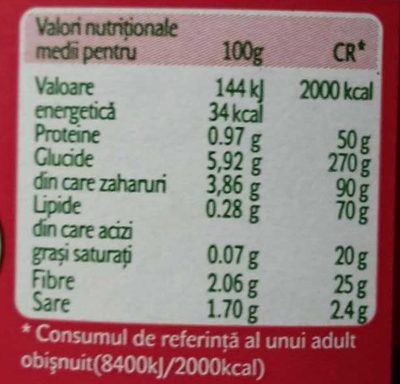 Valori nutriționale
medii pentru 100g CR*
Valoare 144 kJ 2000 kcal
energetică 34 kcal
Proteine 0.97 g 50 g
Glucide 5,92 g 270 g
din care zaharuri 3,86 g 90 g
Lipide 0.28 g 70 g
din care acizi
grași saturați 0.07 g 20 g
Fibre 2.06 g 25 g
Sare 1.70 g 2.4 g
* Consumul de referință al unui adult
obișnuit(8400kJ/2000kcal)